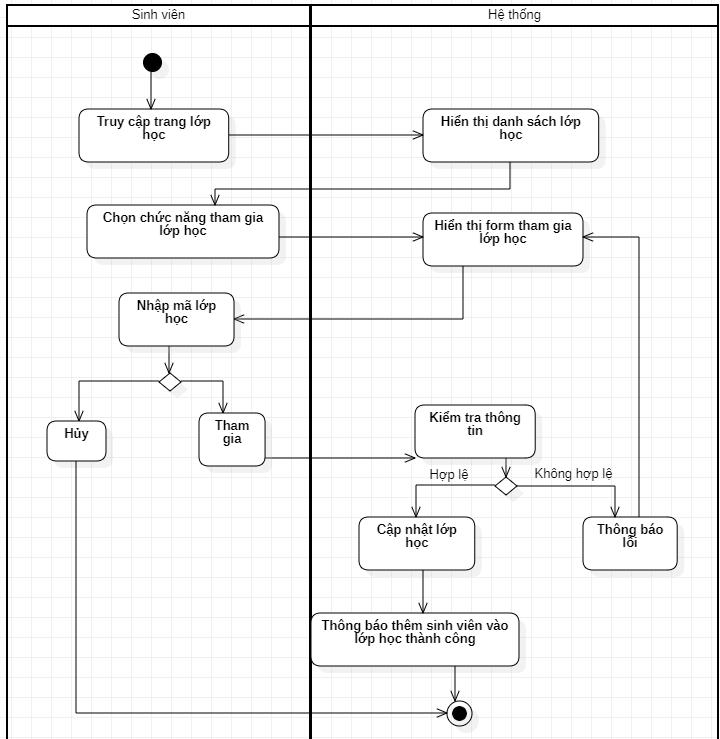 Sinh viên
Hệ thống
Truy cập trang lớp
học
Hiển thị danh sách lớp
học
Chọn chức năng tham gia
lớp học
Hiển thị form tham gia
lớp học
Nhập mã lớp
học
Hủy
Tham
gia
Kiểm tra thông
tin
Hợp lệ
Không hợp lệ
Cập nhật lớp
học
Thông báo
lỗi
Thông báo thêm sinh viên vào
lớp học thành công